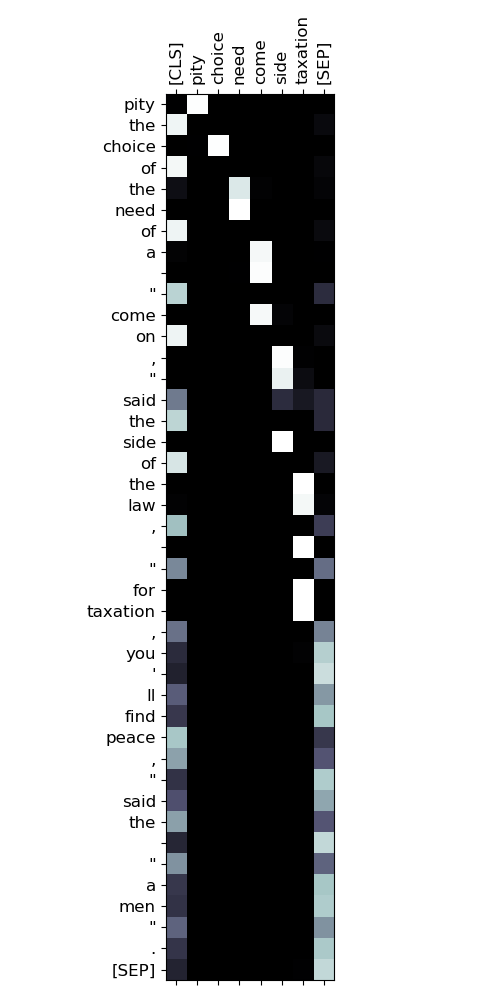 [CLS] pity choice need come side taxation [SEP]
pity
the
choice
of
the
need
of
a
"
come
on
,
"
said
the
side
of
the
law
,
"
for
taxation
,
you
'
ll
find
peace
,
"
said
the
"
a
men
"
.
[SEP]